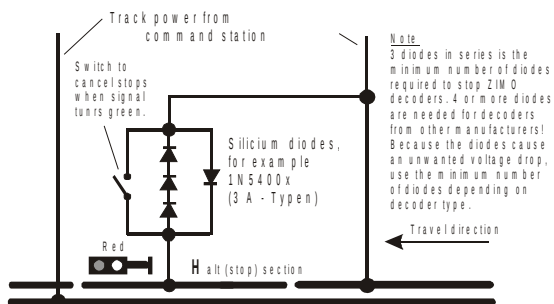 Track power from
command station
Switch to
cancel stops
when signal
tunrs green.
Silicium diodes,
for example
1N5400x
(3 A - Typen)
Note
3 diodes in series is the
minimum number of diodes
required to stop ZIMO
decoders. 4 or more diodes
are needed for decoders
from other manufacturers!
Because the diodes cause
an unwanted voltage drop,
use the minimum number
of diodes depending on
decoder type.
Travel direction
Red
Halt (stop) section